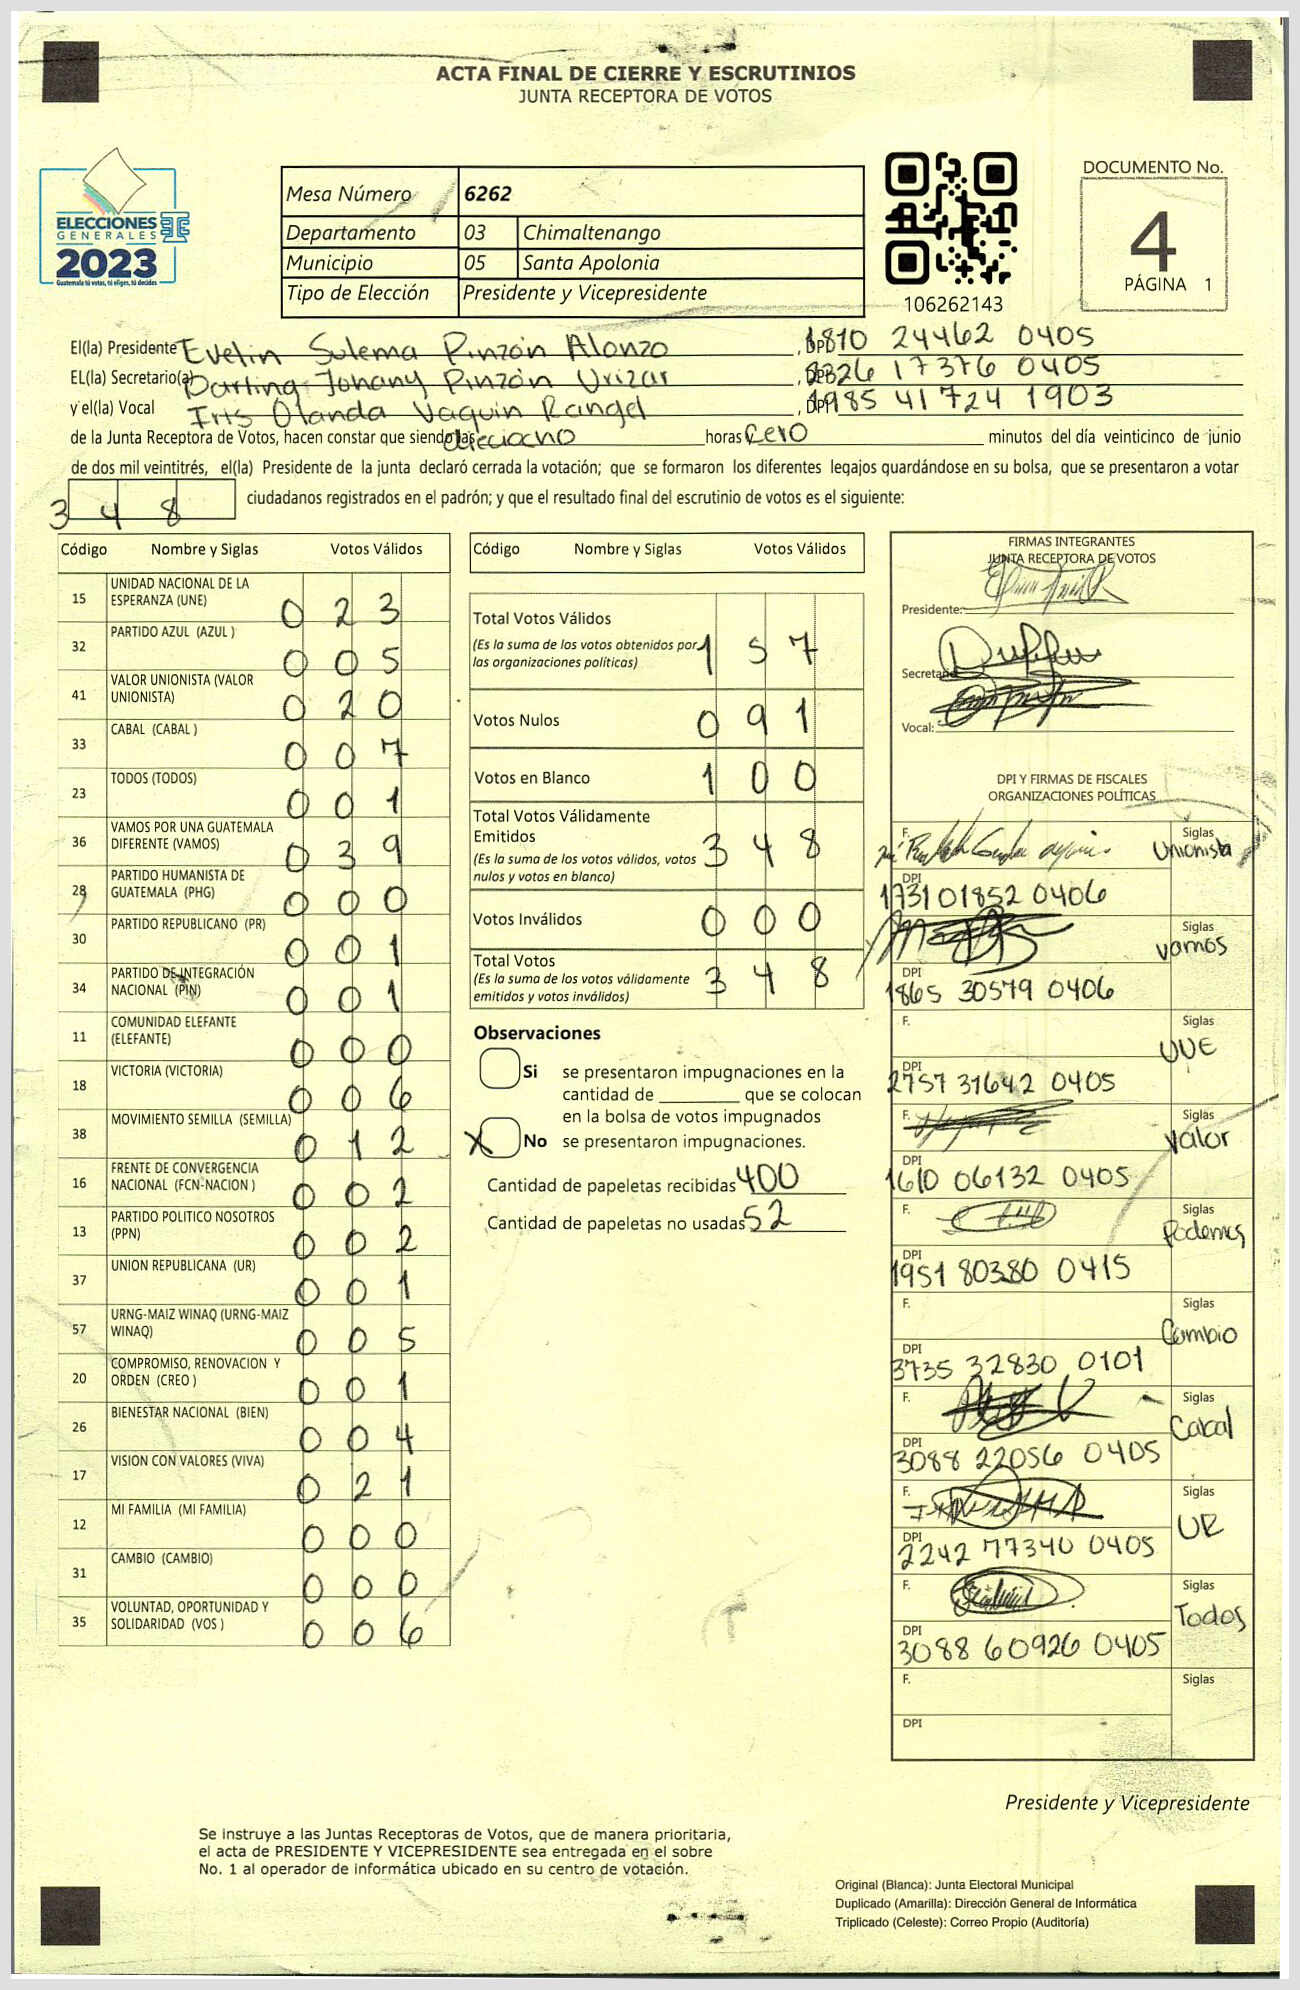 ACTA FINAL DE CIERRE Y ESCRUTINIOS
JUNTA RECEPTORA DE VOTOS
ELECCIONES
GENERALES
2023
Guatemala tú votas, tú eliges, tú decides
Mesa Número 6262
Departamento 03 Chimaltenango
Municipio 05 Santa Apolonia
Tipo de Elección Presidente y Vicepresidente
106262143
DOCUMENTO No.
4
PÁGINA 1
El(la) Presidente Evelin Sulema Pinzón Alonzo, DPI 1810 24462 0405
EL(la) Secretario(a) Darling Johany Pinzón Urizar, DPI 2326 17376 0405
y el(la) Vocal Iris Olanda Vaquin Rangel, DPI 1985 41724 1903
de la Junta Receptora de Votos, hacen constar que siendo las dieciocho horas y cero minutos del día veinticinco de junio
de dos mil veintitrés, el(la) Presidente de la junta declaró cerrada la votación; que se formaron los diferentes legajos quardándose en su bolsa, que se presentaron a votar
348 ciudadanos registrados en el padrón; y que el resultado final del escrutinio de votos es el siguiente:
Código Nombre y Siglas Votos Válidos
15 UNIDAD NACIONAL DE LA ESPERANZA (UNE) 0 2 3
32 PARTIDO AZUL (AZUL ) 0 0 5
41 VALOR UNIONISTA (VALOR UNIONISTA) 0 2 0
33 CABAL (CABAL ) 0 0 7
23 TODOS (TODOS) 0 0 1
36 VAMOS POR UNA GUATEMALA DIFERENTE (VAMOS) 0 3 9
28 PARTIDO HUMANISTA DE GUATEMALA (PHG) 0 0 0
30 PARTIDO REPUBLICANO (PR) 0 0 1
34 PARTIDO DE INTEGRACIÓN NACIONAL (PIN) 0 0 1
11 COMUNIDAD ELEFANTE (ELEFANTE) 0 0 0
18 VICTORIA (VICTORIA) 0 0 6
38 MOVIMIENTO SEMILLA (SEMILLA) 0 1 2
16 FRENTE DE CONVERGENCIA NACIONAL (FCN-NACION ) 0 0 2
13 PARTIDO POLITICO NOSOTROS (PPN) 0 0 2
37 UNION REPUBLICANA (UR) 0 0 1
57 URNG-MAIZ WINAQ (URNG-MAIZ WINAQ) 0 0 5
20 COMPROMISO, RENOVACION Y ORDEN (CREO ) 0 0 1
26 BIENESTAR NACIONAL (BIEN) 0 0 4
17 VISION CON VALORES (VIVA) 0 2 1
12 MI FAMILIA (MI FAMILIA) 0 0 0
31 CAMBIO (CAMBIO) 0 0 0
35 VOLUNTAD, OPORTUNIDAD Y SOLIDARIDAD (VOS ) 0 0 6
Código Nombre y Siglas Votos Válidos
Total Votos Válidos 1 5 7
(Es la suma de los votos obtenidos por
las organizaciones políticas)
Votos Nulos 0 9 1
Votos en Blanco 1 0 0
Total Votos Válidamente
Emitidos 3 4 8
(Es la suma de los votos válidos, votos
nulos y votos en blanco)
Votos Inválidos 0 0 0
Total Votos 3 4 8
(Es la suma de los votos válidamente
emitidos y votos inválidos)
Observaciones
Si se presentaron impugnaciones en la
cantidad de ________ que se colocan
en la bolsa de votos impugnados
X No se presentaron impugnaciones.
Cantidad de papeletas recibidas 400
Cantidad de papeletas no usadas 52
FIRMAS INTEGRANTES
JUNTA RECEPTORA DE VOTOS
Presidente:
Secretario:
Vocal:
DPI Y FIRMAS DE FISCALES
ORGANIZACIONES POLÍTICAS
F. Siglas Unionista
DPI 1731 01852 0406
Siglas vamos
DPI 1865 30579 0406
F. Siglas UUE
DPI 2757 31642 0405
F. Siglas Valor
DPI 1610 06132 0405
F. Siglas Podemos
DPI 1951 80380 0415
F. Siglas Cambio
DPI 3735 32830 0101
F. Siglas Cabal
DPI 3088 22056 0405
F. Siglas UR
DPI 2242 77340 0405
F. Siglas Todos
DPI 3088 60926 0405
F. Siglas
DPI
Presidente y Vicepresidente
Se instruye a las Juntas Receptoras de Votos, que de manera prioritaria,
el acta de PRESIDENTE Y VICEPRESIDENTE sea entregada en el sobre
No. 1 al operador de informática ubicado en su centro de votación.
Original (Blanca): Junta Electoral Municipal
Duplicado (Amarilla): Dirección General de Informática
Triplicado (Celeste): Correo Propio (Auditoría)